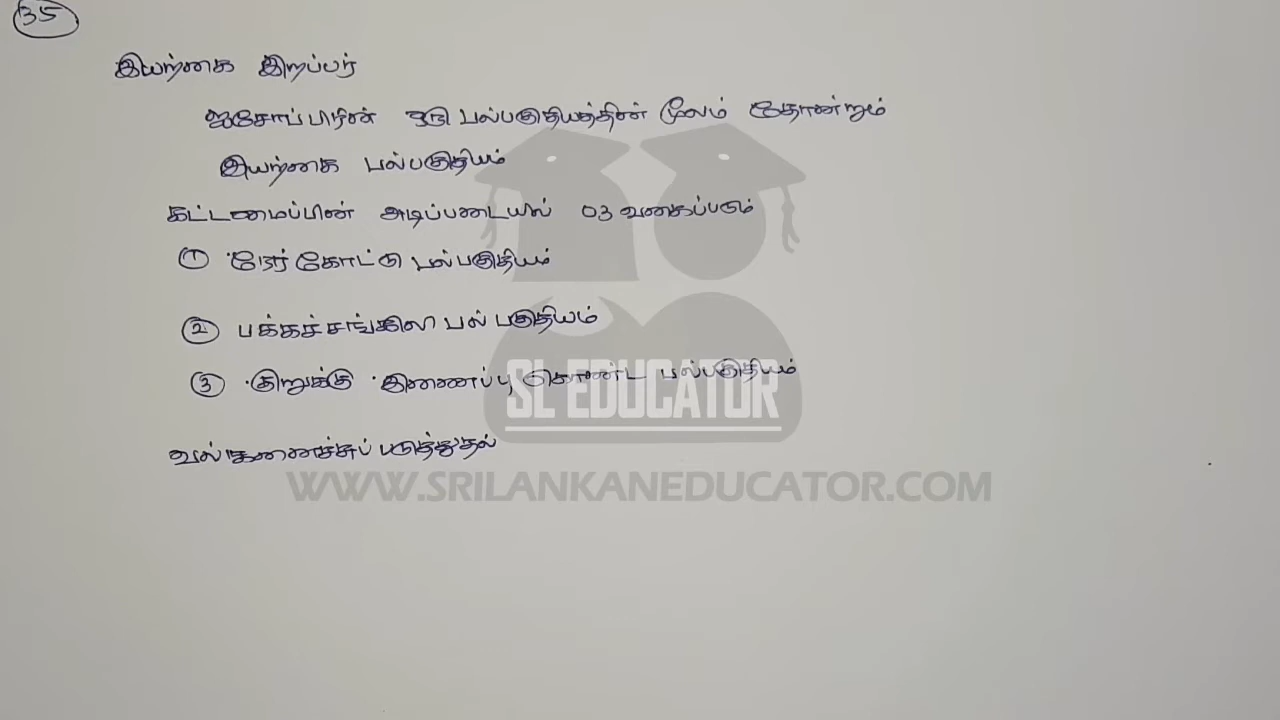 35
இயற்கை இறப்பர்
ஐசோப்பிரீன் ஒரு பல்பகுதியத்தின் மூலம் தோன்றும்
இயற்கை பல்பகுதியம்
கட்டமைப்பின் அடிப்படையில் 03 வகைப்படும்
① நேர்கோட்டு பல்பகுதியம்
② பக்கச்சங்கிலி பல் பகுதியம்
③ குறுக்கு இணைப்பு கொண்ட பல்பகுதியம்
வல்கனைச்சுப் படுத்துதல்
SL EDUCATOR
WWW.SRILANKANEDUCATOR.COM